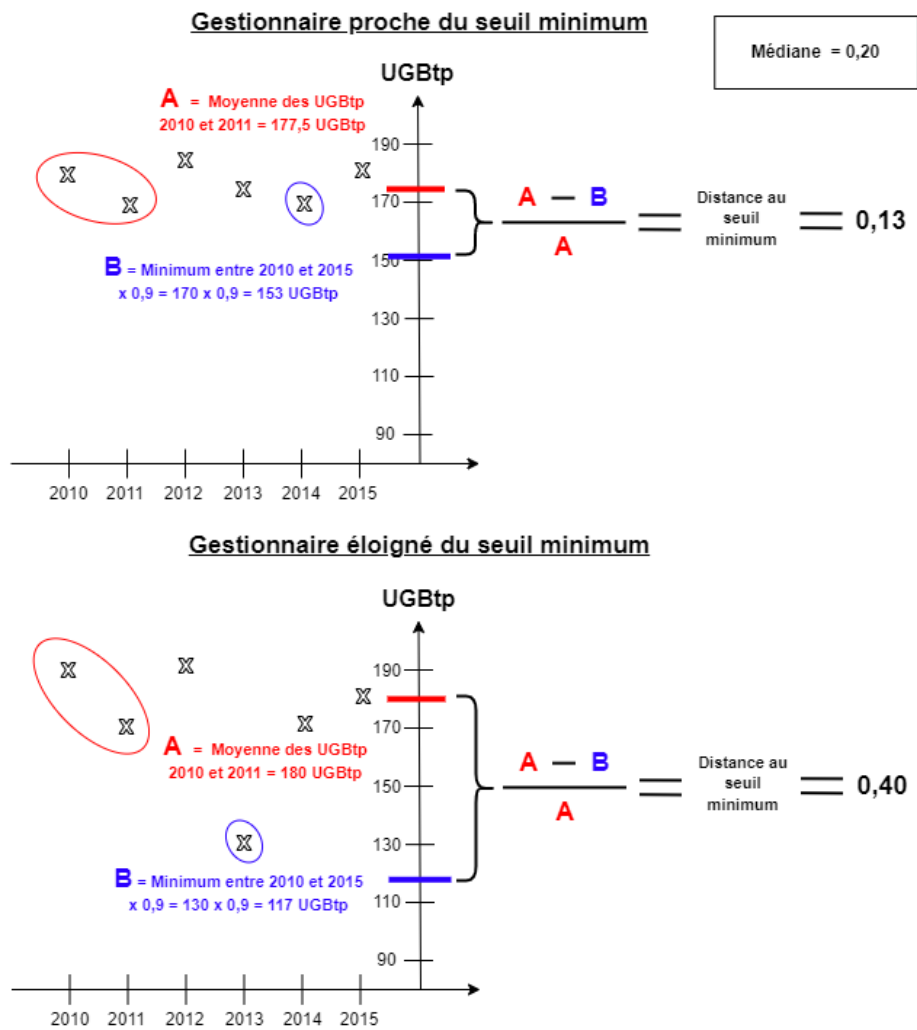 Gestionnaire proche du seuil minimum
Médiane = 0,20
UGBtp
A = Moyenne des UGBtp
2010 et 2011 = 177,5 UGBtp
190
170
150
130
110
90
X
X
X
X
X
X
B = Minimum entre 2010 et 2015
x 0,9 = 170 x 0,9 = 153 UGBtp
A — B
A
=
Distance au
seuil
minimum
=
0,13
2010
2011
2012
2013
2014
2015
Gestionnaire éloigné du seuil minimum
UGBtp
190
170
150
130
110
90
X
X
X
X
X
X
A = Moyenne des UGBtp
2010 et 2011 = 180 UGBtp
B = Minimum entre 2010 et 2015
x 0,9 = 130 x 0,9 = 117 UGBtp
A — B
A
=
Distance au
seuil
minimum
=
0,40
2010
2011
2012
2013
2014
2015